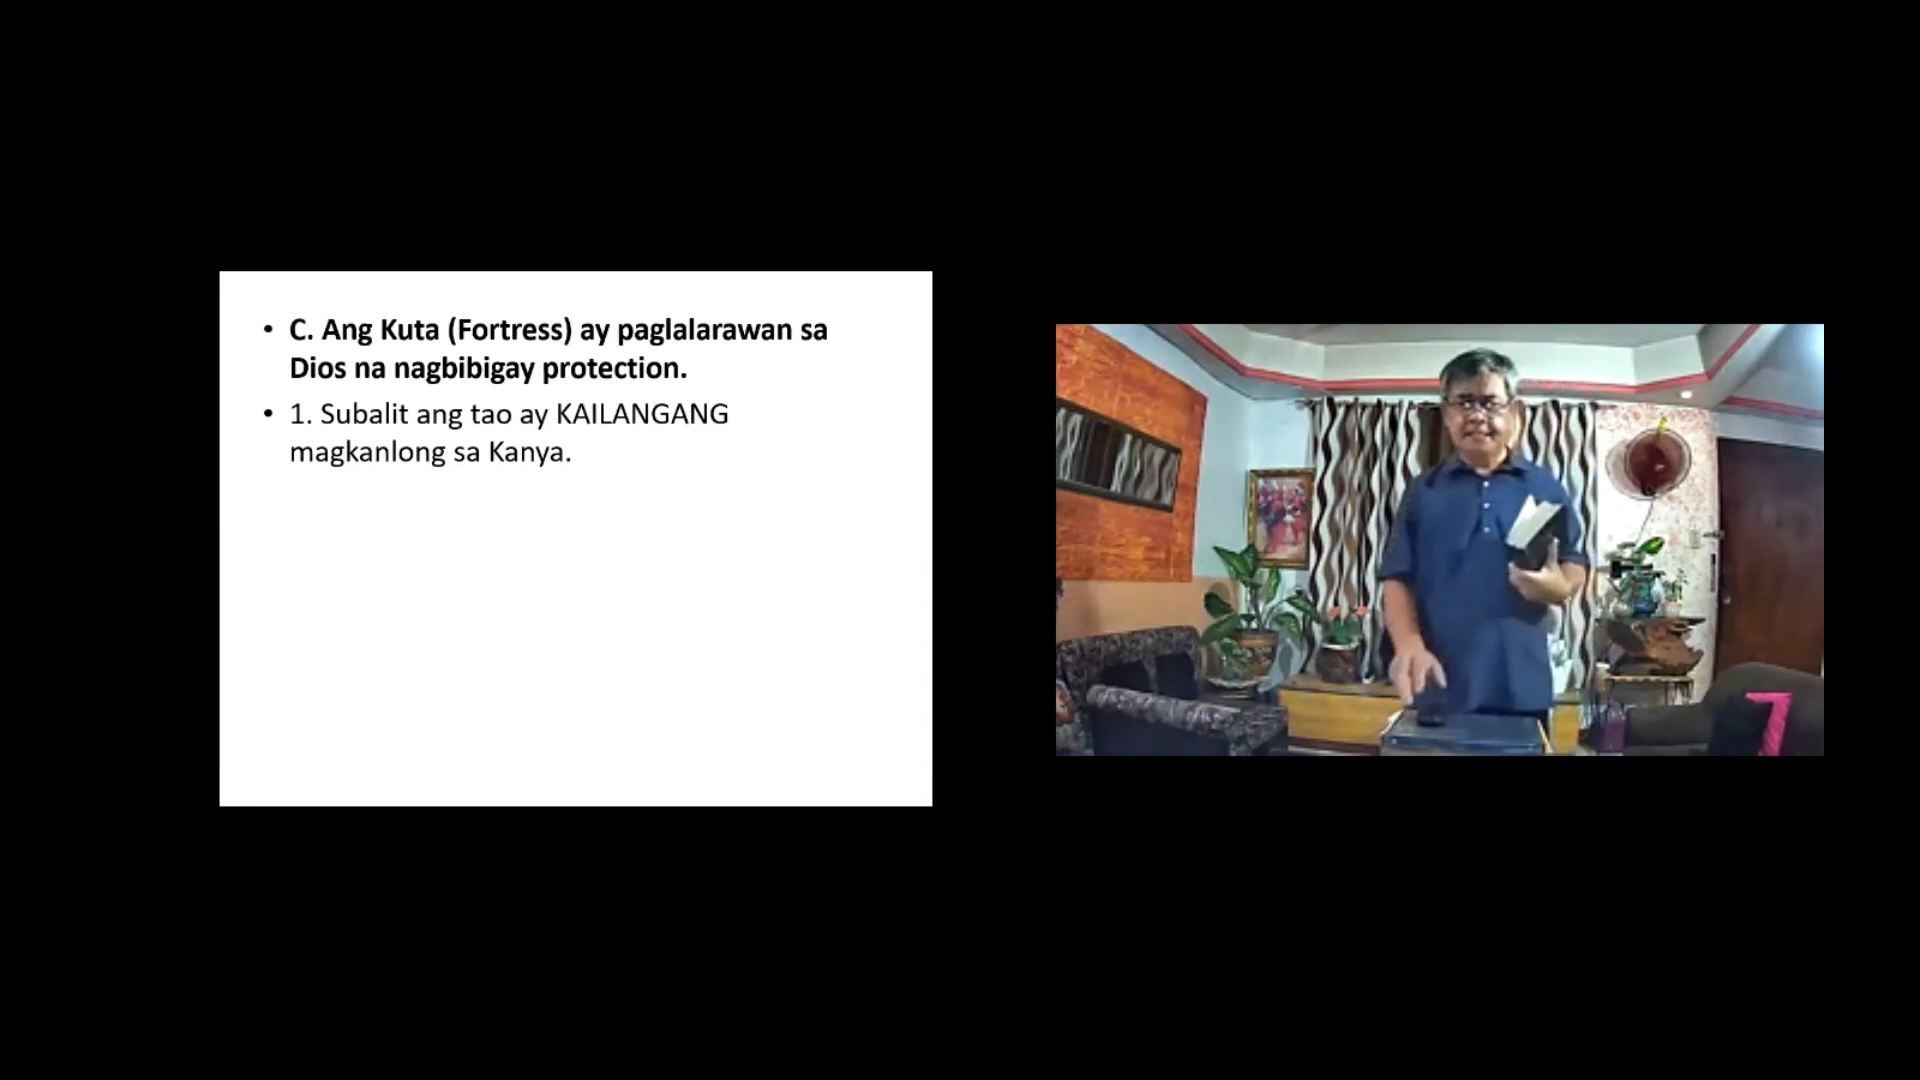 • C. Ang Kuta (Fortress) ay paglalarawan sa
Dios na nagbibigay protection.
• 1. Subalit ang tao ay KAILANGANG
magkanlong sa Kanya.